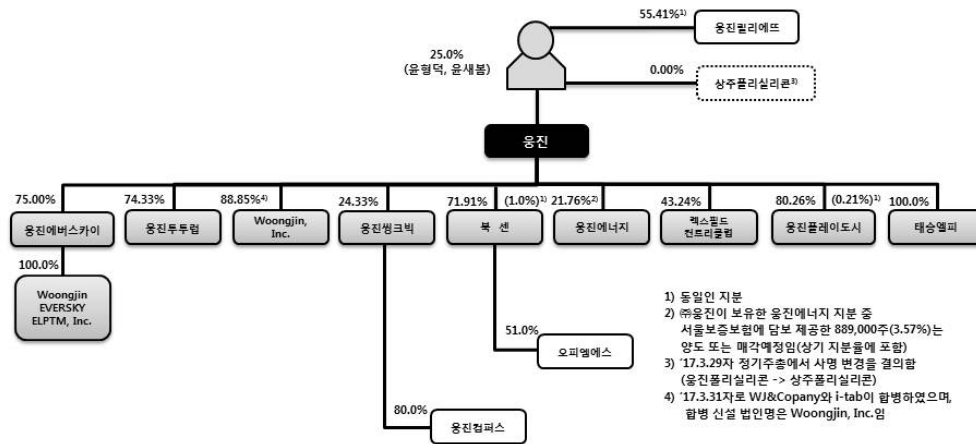 55.41%1)
웅진릴리에뜨
25.0%
(윤형덕, 윤새봄)
0.00%
상주폴리실리콘3)
웅진
75.00%
74.33%
88.85%4)
24.33%
71.91%
(1.0%)1)
21.76%2)
43.24%
80.26%
(0.21%)1)
100.0%
웅진에버스카이
웅진투투럽
Woongjin,
Inc.
웅진씽크빅
북 센
웅진에너지
렉스필드
컨트리클럽
웅진플레이도시
태승엘피
100.0%
Woongjin
EVERSKY
ELPTM, Inc.
51.0%
오피엠에스
80.0%
웅진컴퍼스
1) 동일인 지분
2) ㈜웅진이 보유한 웅진에너지 지분 중
서울보증보험에 담보 제공한 889,000주(3.57%)는
양도 또는 매각예정임(상기 지분율에 포함)
3) ‘17.3.29자 정기주총에서 사명 변경을 결의함
(웅진폴리실리콘 -> 상주폴리실리콘)
4) ‘17.3.31자로 WJ&Copany와 i-tab이 합병하였으며,
합병 신설 법인명은 Woongjin, Inc.임